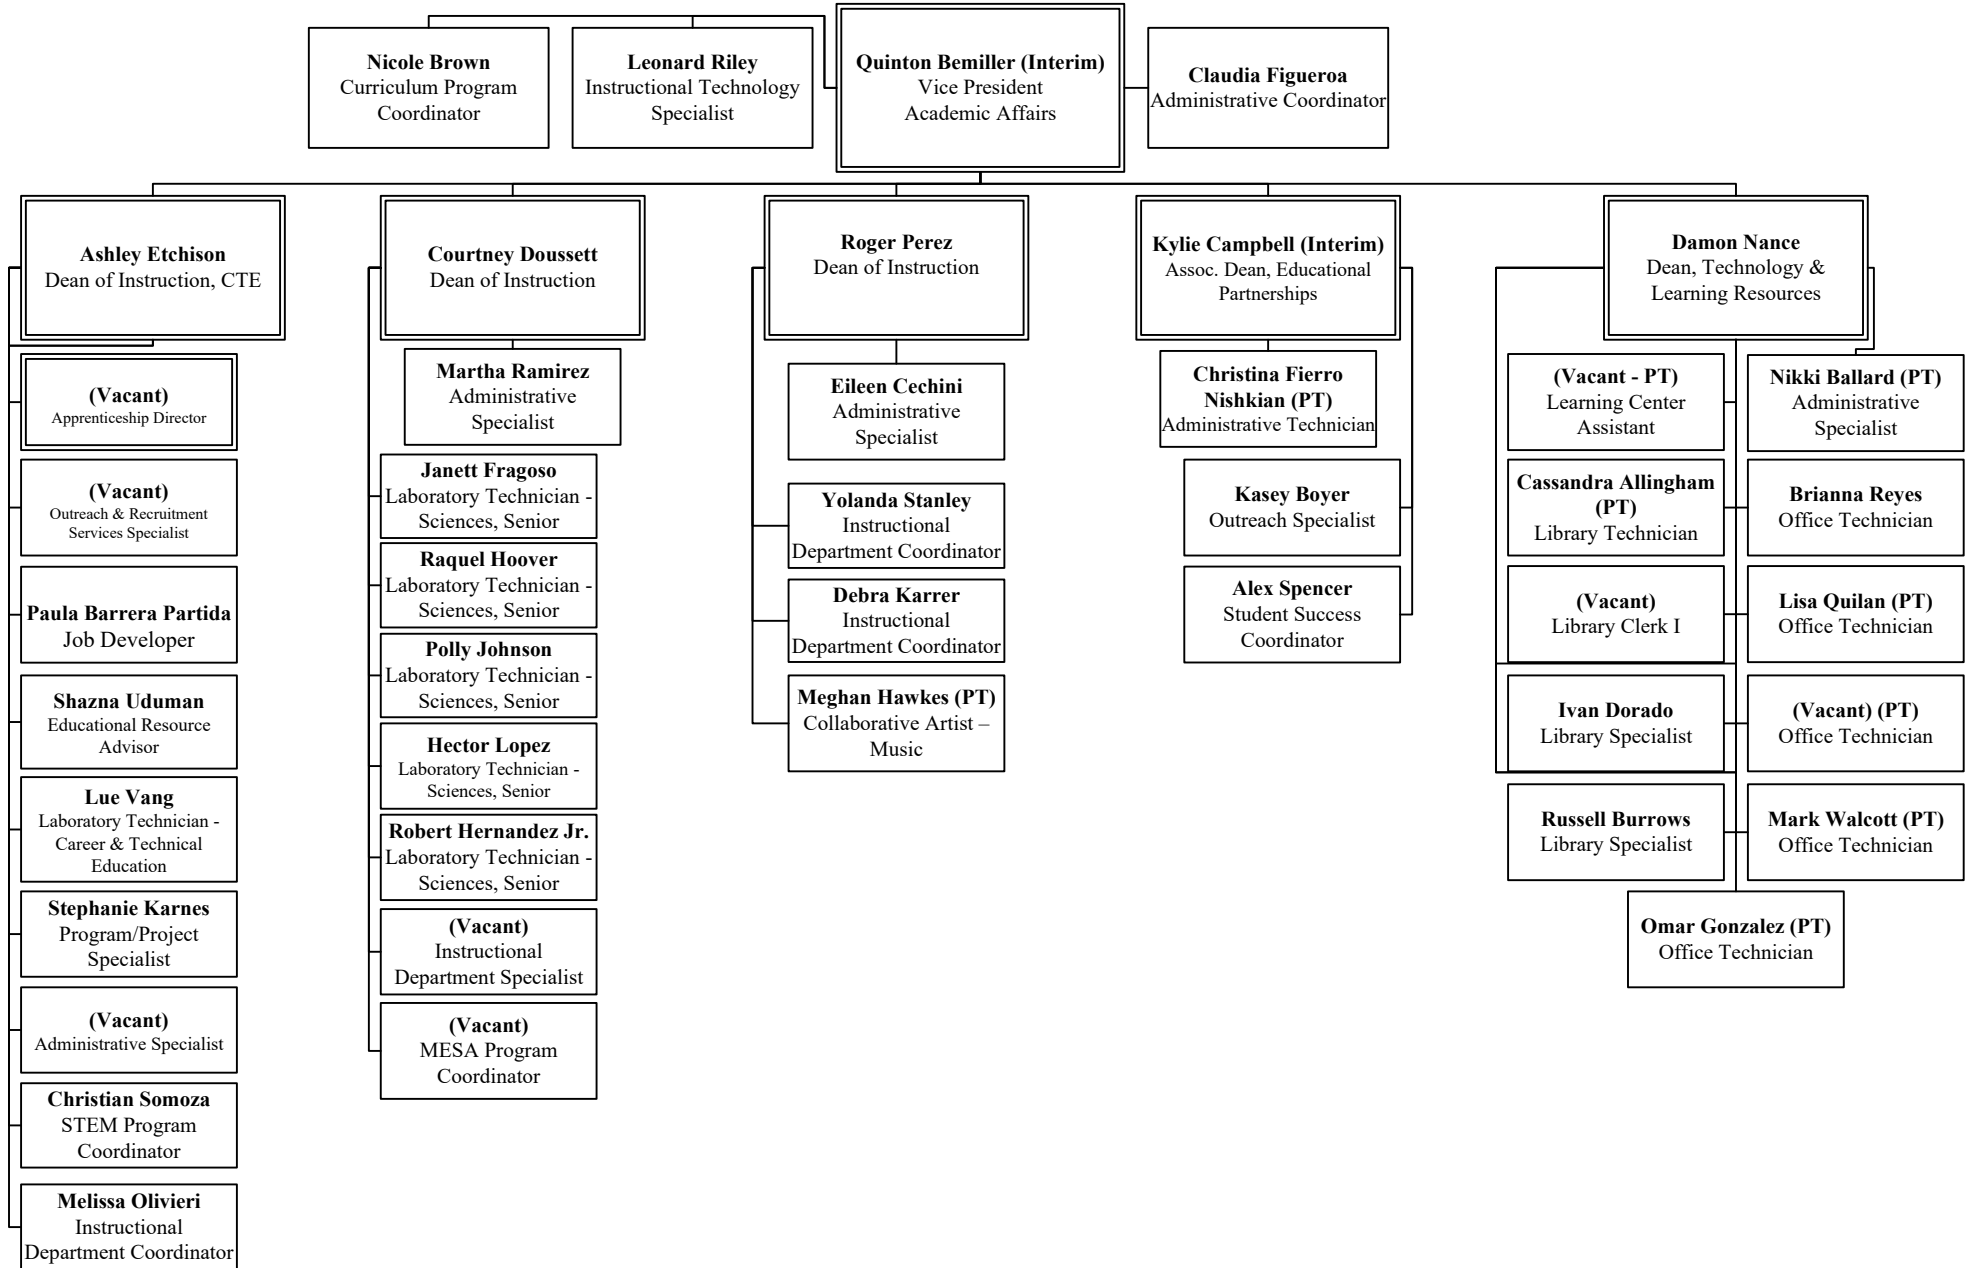 Nicole Brown
Curriculum Program
Coordinator
Leonard Riley
Instructional Technology
Specialist
Quinton Bemiller (Interim)
Vice President
Academic Affairs
Claudia Figueroa
Administrative Coordinator
Ashley Etchison
Dean of Instruction, CTE
(Vacant)
Apprenticeship Director
(Vacant)
Outreach & Recruitment
Services Specialist
Paula Barrera Partida
Job Developer
Shazna Uduman
Educational Resource
Advisor
Lue Vang
Laboratory Technician -
Career & Technical
Education
Stephanie Karnes
Program/Project
Specialist
(Vacant)
Administrative Specialist
Christian Somoza
STEM Program
Coordinator
Melissa Olivieri
Instructional
Department Coordinator
Courtney Doussett
Dean of Instruction
Martha Ramirez
Administrative
Specialist
Janett Fragoso
Laboratory Technician -
Sciences, Senior
Raquel Hoover
Laboratory Technician -
Sciences, Senior
Polly Johnson
Laboratory Technician -
Sciences, Senior
Hector Lopez
Laboratory Technician -
Sciences, Senior
Robert Hernandez Jr.
Laboratory Technician -
Sciences, Senior
(Vacant)
Instructional
Department Specialist
(Vacant)
MESA Program
Coordinator
Roger Perez
Dean of Instruction
Eileen Cechini
Administrative
Specialist
Yolanda Stanley
Instructional
Department Coordinator
Debra Karrer
Instructional
Department Coordinator
Meghan Hawkes (PT)
Collaborative Artist –
Music
Kylie Campbell (Interim)
Assoc. Dean, Educational
Partnerships
Christina Fierro
Nishkian (PT)
Administrative Technician
Kasey Boyer
Outreach Specialist
Alex Spencer
Student Success
Coordinator
Damon Nance
Dean, Technology &
Learning Resources
(Vacant - PT)
Learning Center
Assistant
Nikki Ballard (PT)
Administrative
Specialist
Cassandra Allingham
(PT)
Library Technician
Brianna Reyes
Office Technician
(Vacant)
Library Clerk I
Lisa Quilan (PT)
Office Technician
Ivan Dorado
Library Specialist
(Vacant) (PT)
Office Technician
Russell Burrows
Library Specialist
Mark Walcott (PT)
Office Technician
Omar Gonzalez (PT)
Office Technician